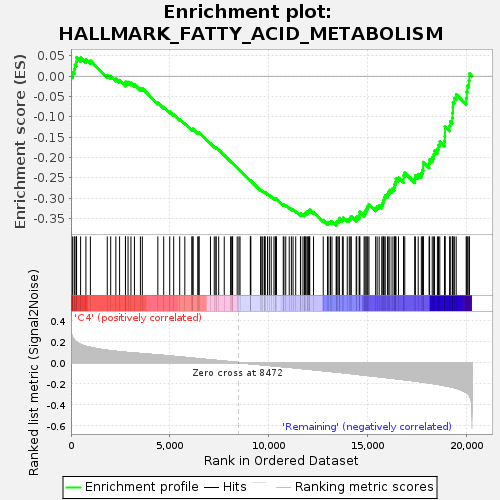 Enrichment plot:
HALLMARK_FATTY_ACID_METABOLISM
Enrichment score (ES)
0.05
0.00
-0.05
-0.10
-0.15
-0.20
-0.25
-0.30
-0.35
'C4' (positively correlated)
Ranked list metric (Signal2Noise)
0.4
0.2
0.0
-0.2
-0.4
-0.6
Zero cross at 8472
'Remaining' (negatively correlated)
0
5,000
10,000
15,000
20,000
Rank in Ordered Dataset
Enrichment profile
Hits
Ranking metric scores